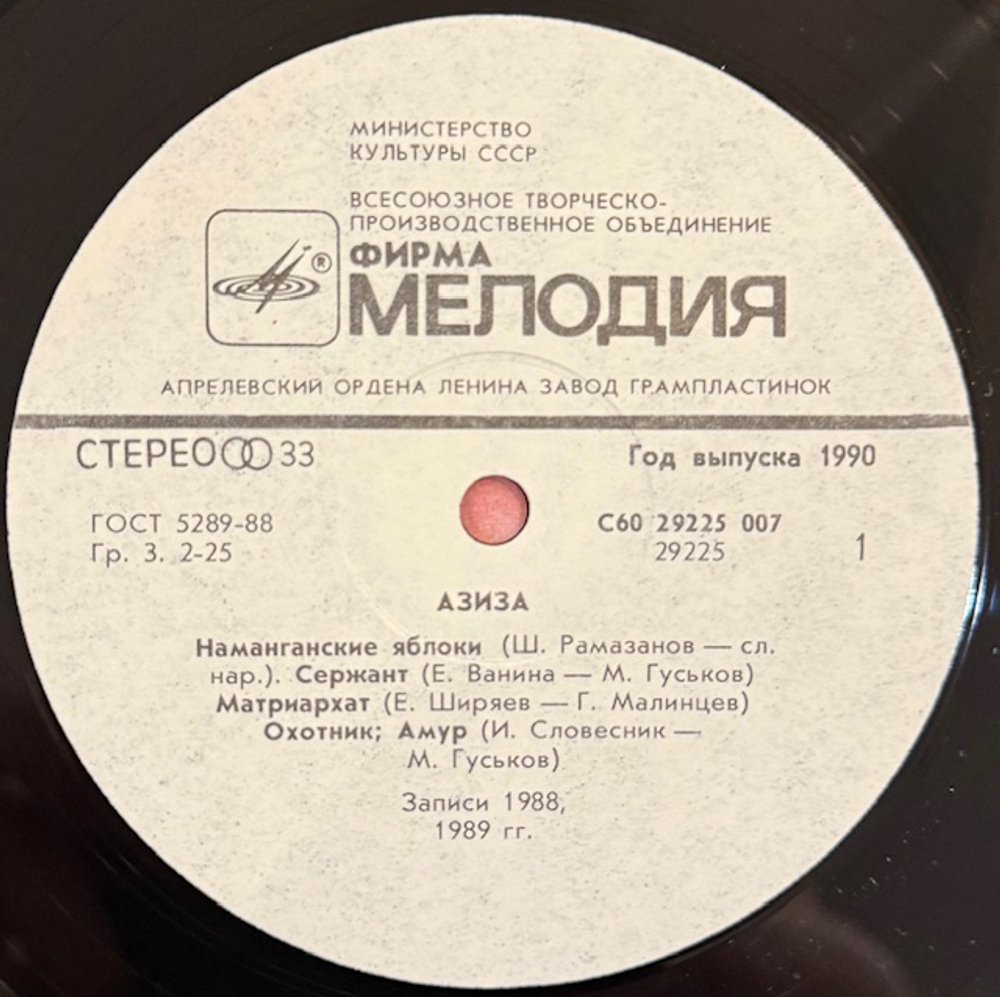 МИНИСТЕРСТВО
КУЛЬТУРЫ СССР
ВСЕСОЮЗНОЕ ТВОРЧЕСКО-
ПРОИЗВОДСТВЕННОЕ ОБЪЕДИНЕНИЕ
®
ФИРМА
МЕЛОДИЯ
АПРЕЛЕВСКИЙ ОРДЕНА ЛЕНИНА ЗАВОД ГРАМПЛАСТИНОК
СТЕРЕО 33 Год выпуска 1990
ГОСТ 5289-88 С60 29225 007
Гр. 3. 2-25 29225 1
АЗИЗА
Наманганские яблоки (Ш. Рамазанов — сл.
нар.). Сержант (Е. Ванина — М. Гуськов)
Матриархат (Е. Ширяев — Г. Малинцев)
Охотник; Амур (И. Словесник —
М. Гуськов)
Записи 1988,
1989 гг.